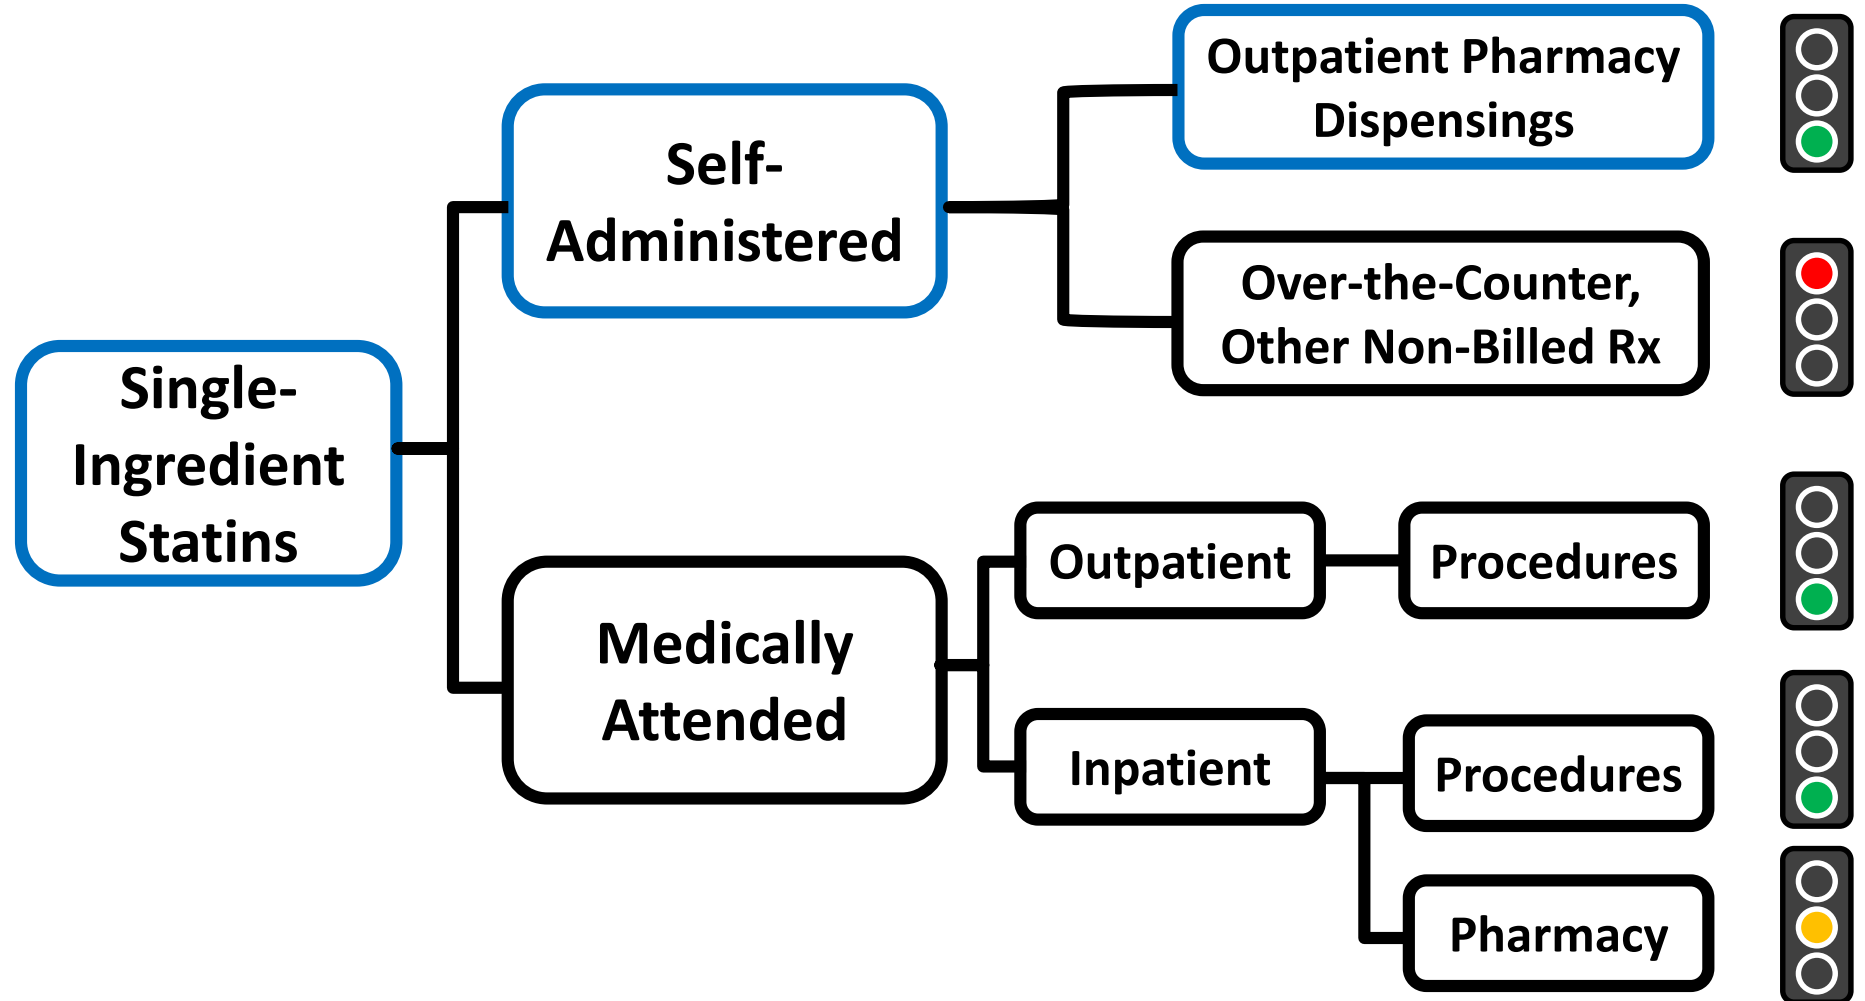 Outpatient Pharmacy
Dispensings
Self-
Administered
Over-the-Counter,
Other Non-Billed Rx
Single-
Ingredient
Statins
Outpatient
Procedures
Medically
Attended
Inpatient
Procedures
Pharmacy